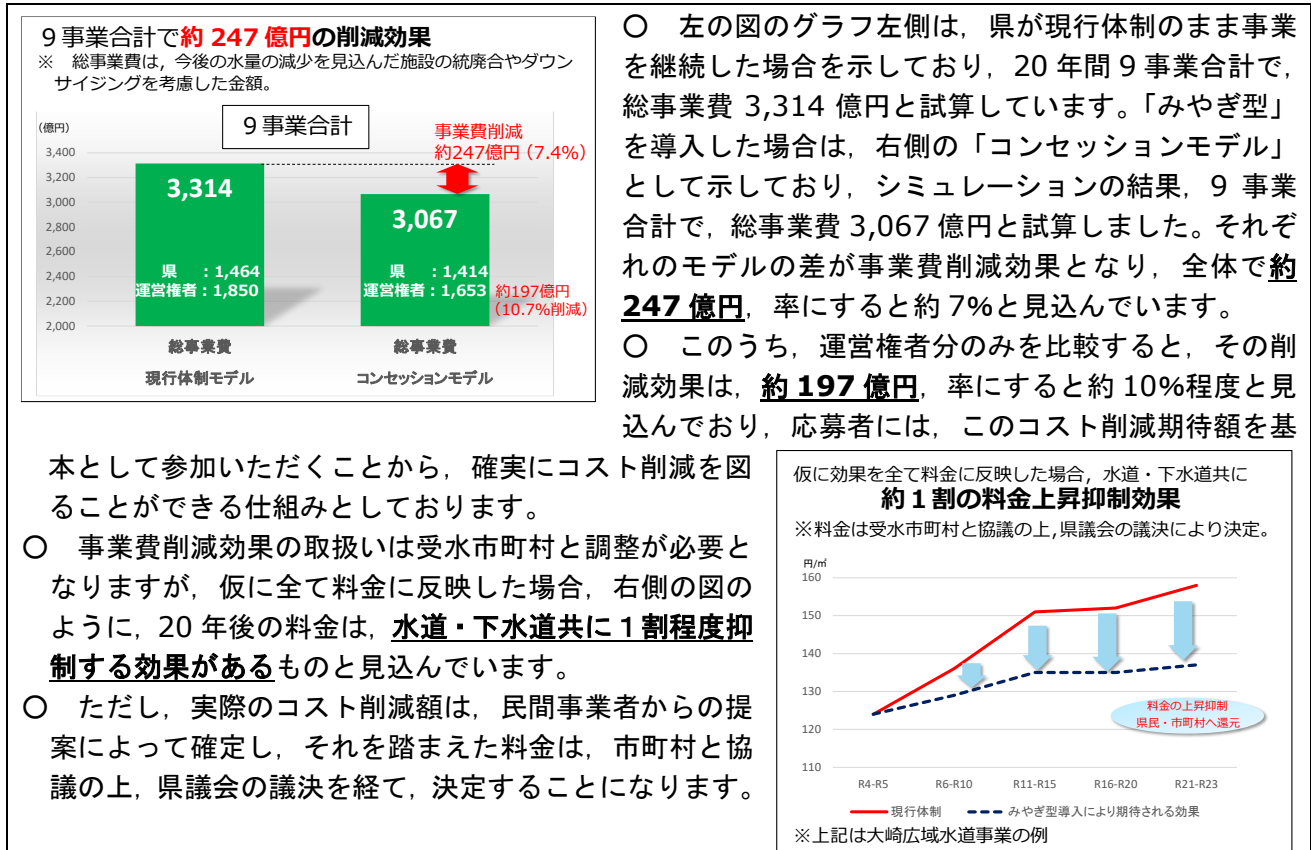 9事業合計で約 247 億円の削減効果
※　総事業費は，今後の水量の減少を見込んだ施設の統廃合やダウン
サイジングを考慮した金額。
(億円)
9事業合計
事業費削減
約247億円（7.4%）
3,400
3,200
3,000
2,800
2,600
2,400
2,200
2,000
3,314
県　：1,464
運営権者：1,850
3,067
県　：1,414
運営権者：1,653
約197億円
（10.7%削減）
総事業費
総事業費
現行体制モデル
コンセッションモデル
〇　左の図のグラフ左側は，県が現行体制のまま事業
を継続した場合を示しており，20 年間 9 事業合計で，
総事業費 3,314 億円と試算しています。「みやぎ型」
を導入した場合は，右側の「コンセッションモデル」
として示しており，シミュレーションの結果，9 事業
合計で，総事業費 3,067 億円と試算しました。それぞ
れのモデルの差が事業費削減効果となり，全体で約
247 億円，率にすると約 7%と見込んでいます。
〇　このうち，運営権者分のみを比較すると，その削
減効果は，約 197 億円，率にすると約 10%程度と見
込んでおり，応募者には，このコスト削減期待額を基
本として参加いただくことから，確実にコスト削減を図
ることができる仕組みとしております。
〇　事業費削減効果の取扱いは受水市町村と調整が必要と
なりますが，仮に全て料金に反映した場合，右側の図の
ように，20 年後の料金は，水道・下水道共に１割程度抑
制する効果があるものと見込んでいます。
〇　ただし，実際のコスト削減額は，民間事業者からの提
案によって確定し，それを踏まえた料金は，市町村と協
議の上，県議会の議決を経て，決定することになります。
仮に効果を全て料金に反映した場合，水道・下水道共に
約１割の料金上昇抑制効果
※料金は受水市町村と協議の上,県議会の議決により決定。
円/㎥
160
150
140
130
120
110
料金の上昇抑制
県民・市町村へ還元
R4-R5
R6-R10
R11-R15
R16-R20
R21-R23
現行体制
みやぎ型導入により期待される効果
※上記は大崎広域水道事業の例